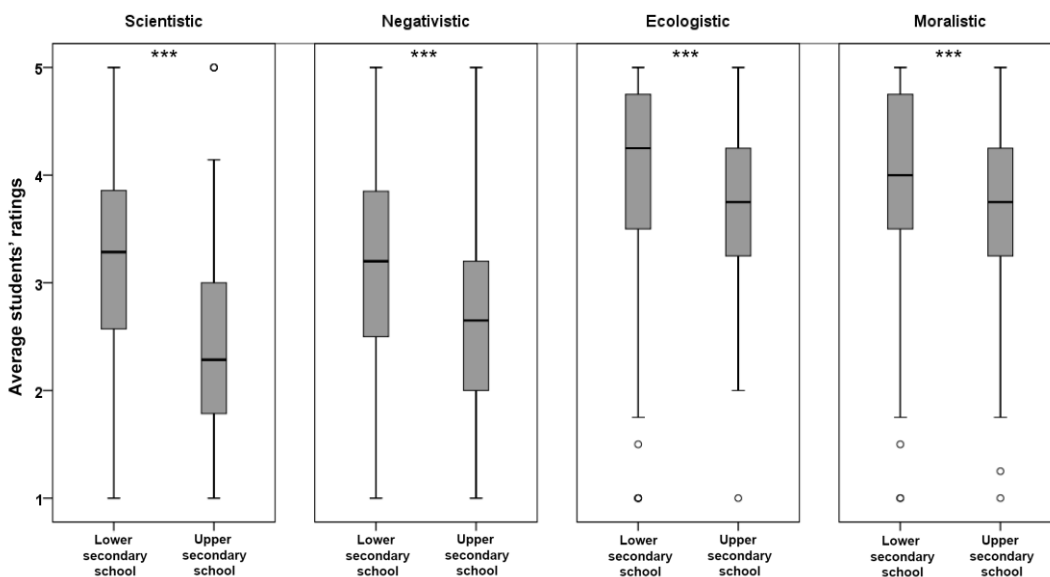 Scientistic Negativistic Ecologistic Moralistic
*** *** *** ***
Average students' ratings
5
4
3
2
1
Lower Upper Lower Upper Lower Upper Lower Upper
secondary secondary secondary secondary secondary secondary secondary secondary
school school school school school school school school